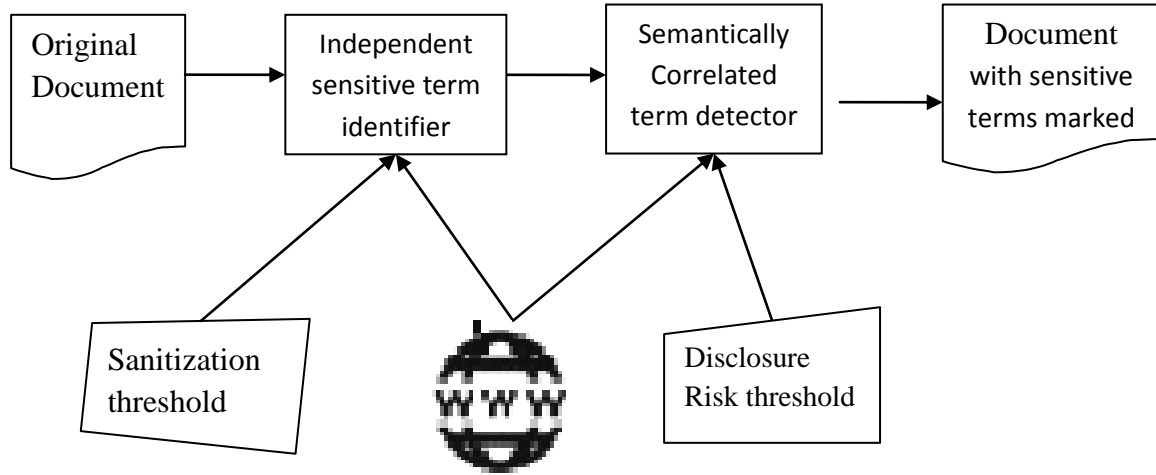 Original
Document
Independent
sensitive term
identifier
Semantically
Correlated
term detector
Document
with sensitive
terms marked
Sanitization
threshold
W W W
Disclosure
Risk threshold